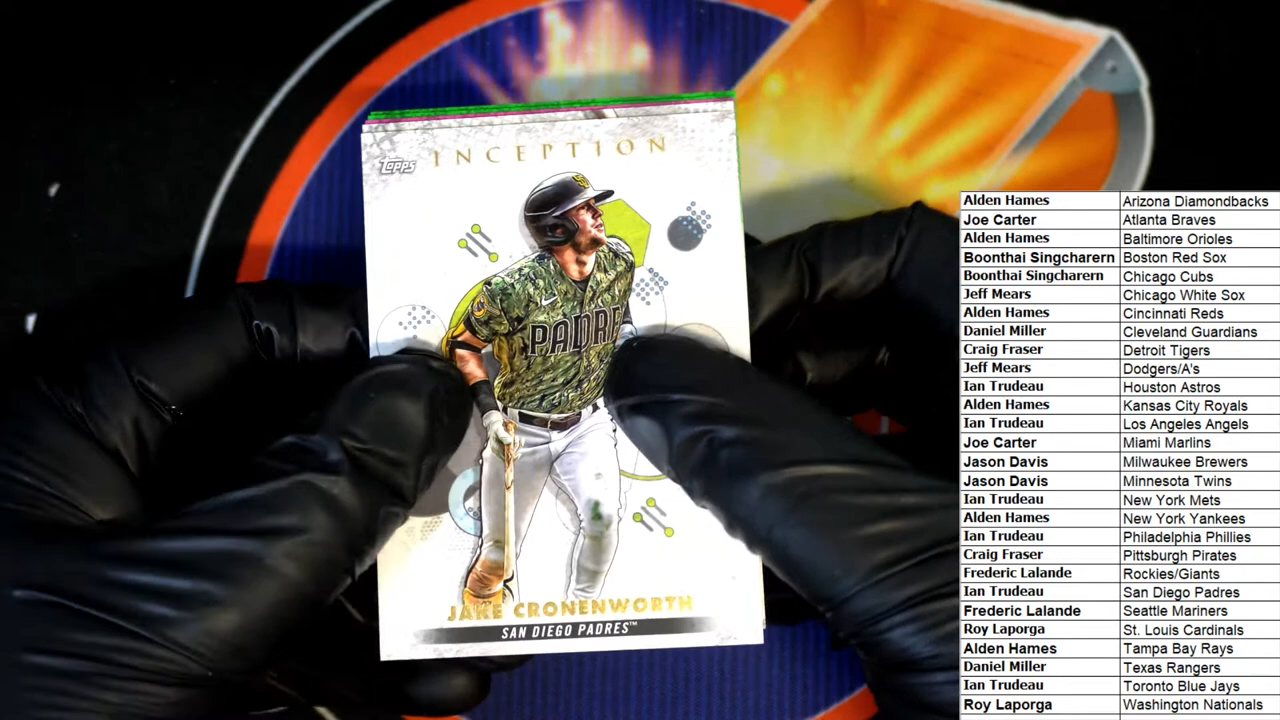 INCEPTION
Topps
SD
PADRE
JAKE CRONENWORTH
SAN DIEGO PADRES™
Alden Hames Arizona Diamondbacks
Joe Carter Atlanta Braves
Alden Hames Baltimore Orioles
Boonthai Singcharern Boston Red Sox
Boonthai Singcharern Chicago Cubs
Jeff Mears Chicago White Sox
Alden Hames Cincinnati Reds
Daniel Miller Cleveland Guardians
Craig Fraser Detroit Tigers
Jeff Mears Dodgers/A's
Ian Trudeau Houston Astros
Alden Hames Kansas City Royals
Ian Trudeau Los Angeles Angels
Joe Carter Miami Marlins
Jason Davis Milwaukee Brewers
Jason Davis Minnesota Twins
Ian Trudeau New York Mets
Alden Hames New York Yankees
Ian Trudeau Philadelphia Phillies
Craig Fraser Pittsburgh Pirates
Frederic Lalande Rockies/Giants
Ian Trudeau San Diego Padres
Frederic Lalande Seattle Mariners
Roy Laporga St. Louis Cardinals
Alden Hames Tampa Bay Rays
Daniel Miller Texas Rangers
Ian Trudeau Toronto Blue Jays
Roy Laporga Washington Nationals